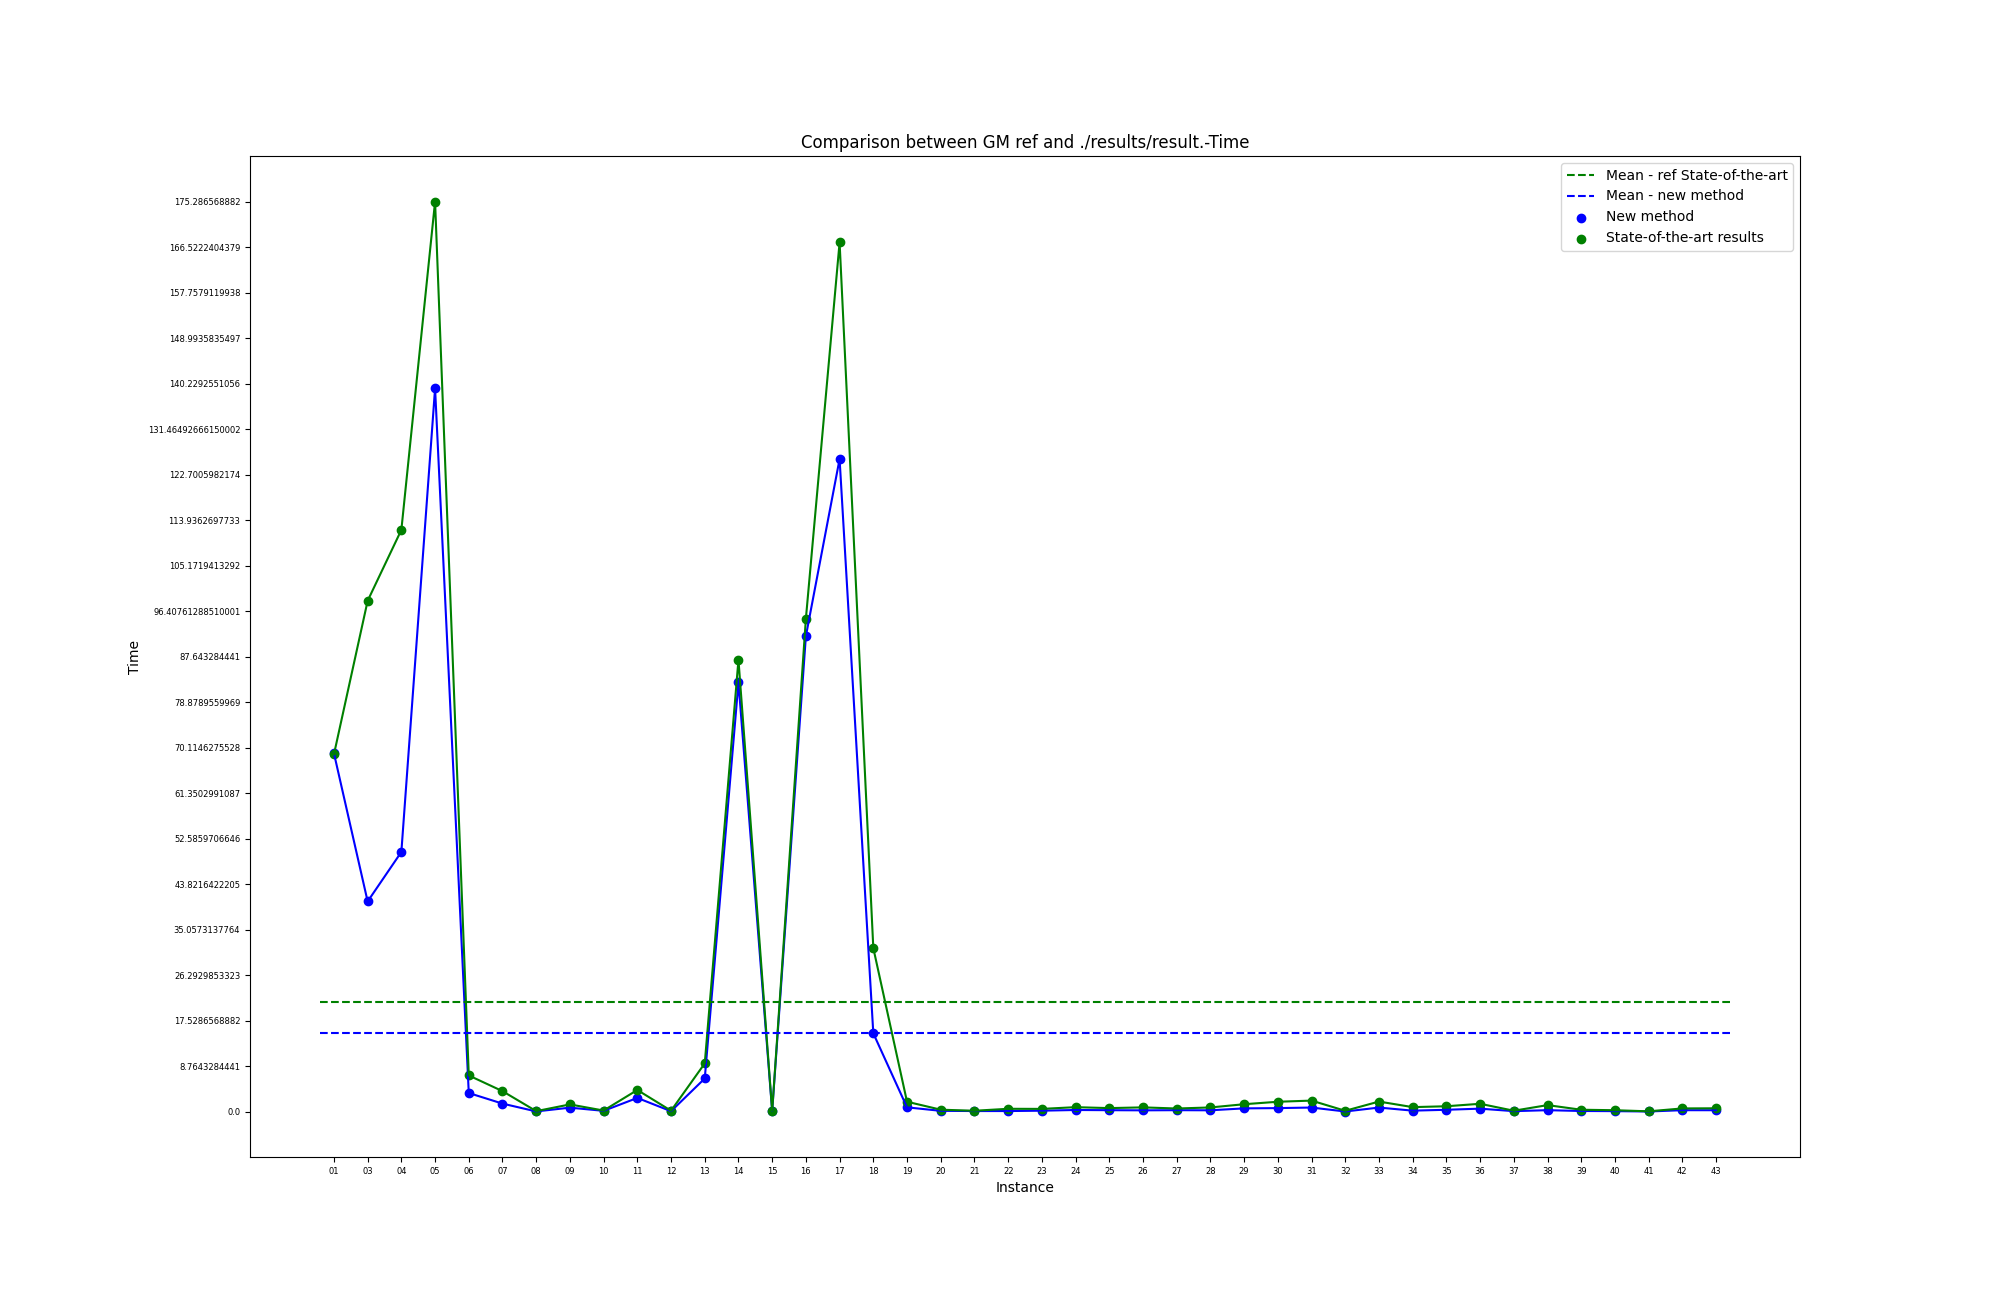 Comparison between GM ref and ./results/result.-Time
Mean - ref State-of-the-art
Mean - new method
New method
State-of-the-art results
175.286568882
166.5222404379
157.7579119938
148.9935835497
140.2292551056
131.46492666150002
122.7005982174
113.9362697733
105.1719413292
96.40761288510001
87.643284441
78.8789559969
70.1146275528
61.3502991087
52.5859706646
43.8216422205
35.0573137764
26.2929853323
17.5286568882
8.7643284441
0.0
Time
01 03 04 05 06 07 08 09 10 11 12 13 14 15 16 17 18 19 20 21 22 23 24 25 26 27 28 29 30 31 32 33 34 35 36 37 38 39 40 41 42 43
Instance